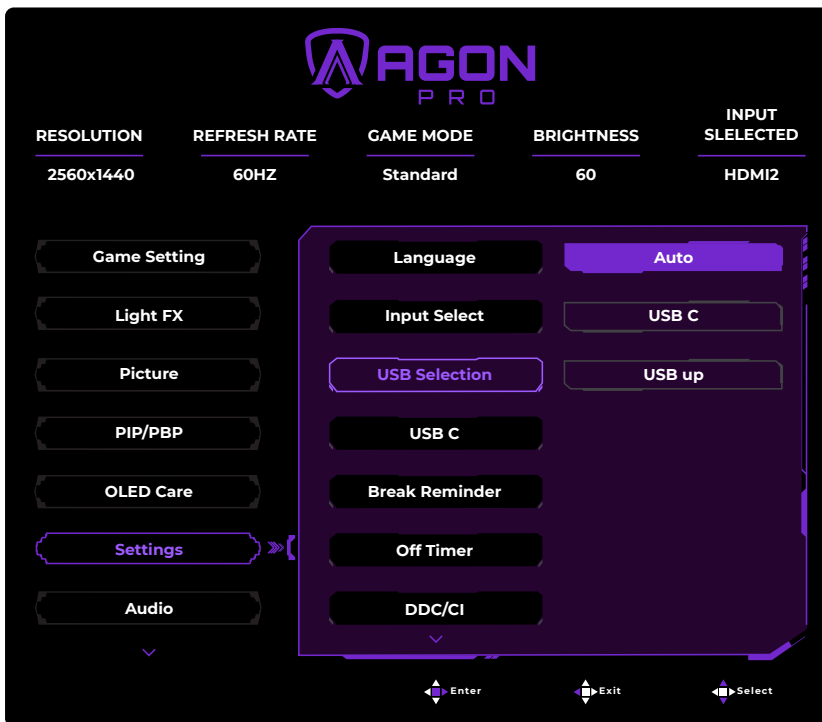 AGON
PRO
RESOLUTION
REFRESH RATE
GAME MODE
BRIGHTNESS
INPUT
SLELECTED
2560x1440
60HZ
Standard
60
HDMI2
Game Setting
Language
Auto
Light FX
Input Select
USB C
Picture
USB Selection
USB up
PIP/PBP
USB C
OLED Care
Break Reminder
Settings
Off Timer
Audio
DDC/CI
Enter
Exit
Select